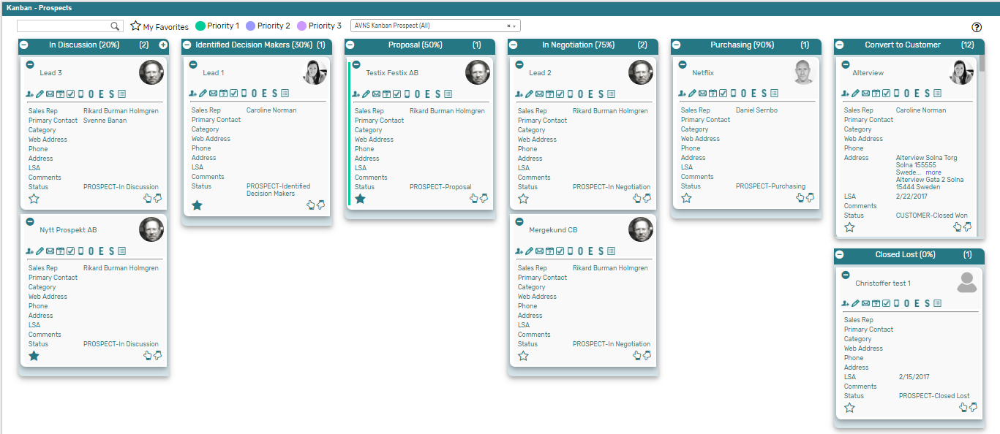 Kanban - Prospects
My Favorites
Priority 1
Priority 2
Priority 3
AVNS Kanban Prospect (All)
In Discussion (20%) (2)
Lead 3
O E S
Sales Rep Rikard Burman Holmgren
Primary Contact Svenne Banan
Category
Web Address
Phone
Address
LSA
Comments
Status PROSPECT-In Discussion
Nytt Prospekt AB
O E S
Sales Rep Rikard Burman Holmgren
Primary Contact
Category
Web Address
Phone
Address
LSA
Comments
Status PROSPECT-In Discussion
Identified Decision Makers (30%) (1)
Lead 1
O E S
Sales Rep Caroline Norman
Primary Contact
Category
Web Address
Phone
Address
LSA
Comments
Status PROSPECT-Identified
Decision Makers
Proposal (50%) (1)
Testix Festix AB
O E S
Sales Rep Rikard Burman Holmgren
Primary Contact
Category
Web Address
Phone
Address
LSA
Comments
Status PROSPECT-Proposal
In Negotiation (75%) (2)
Lead 2
O E S
Sales Rep Rikard Burman Holmgren
Primary Contact
Category
Web Address
Phone
Address
LSA
Comments
Status PROSPECT-In Negotiation
Mergekund CB
O E S
Sales Rep Rikard Burman Holmgren
Primary Contact
Category
Web Address
Phone
Address
LSA
Comments
Status PROSPECT-In Negotiation
Purchasing (90%) (1)
Netflix
O E S
Sales Rep Daniel Sernbo
Primary Contact
Category
Web Address
Phone
Address
LSA
Comments
Status PROSPECT-Purchasing
Convert to Customer (12)
Alterview
O E S
Sales Rep Caroline Norman
Primary Contact
Category
Web Address
Phone
Address Alterview Solna Torg
Solna 155555
Swede... more
Alterview Gata 2 Solna
15444 Sweden
LSA 2/22/2017
Comments
Status CUSTOMER-Closed Won
Closed Lost (0%) (1)
Christoffer test 1
O E S
Sales Rep
Primary Contact
Category
Web Address
Phone
Address
LSA 2/15/2017
Comments
Status PROSPECT-Closed Lost